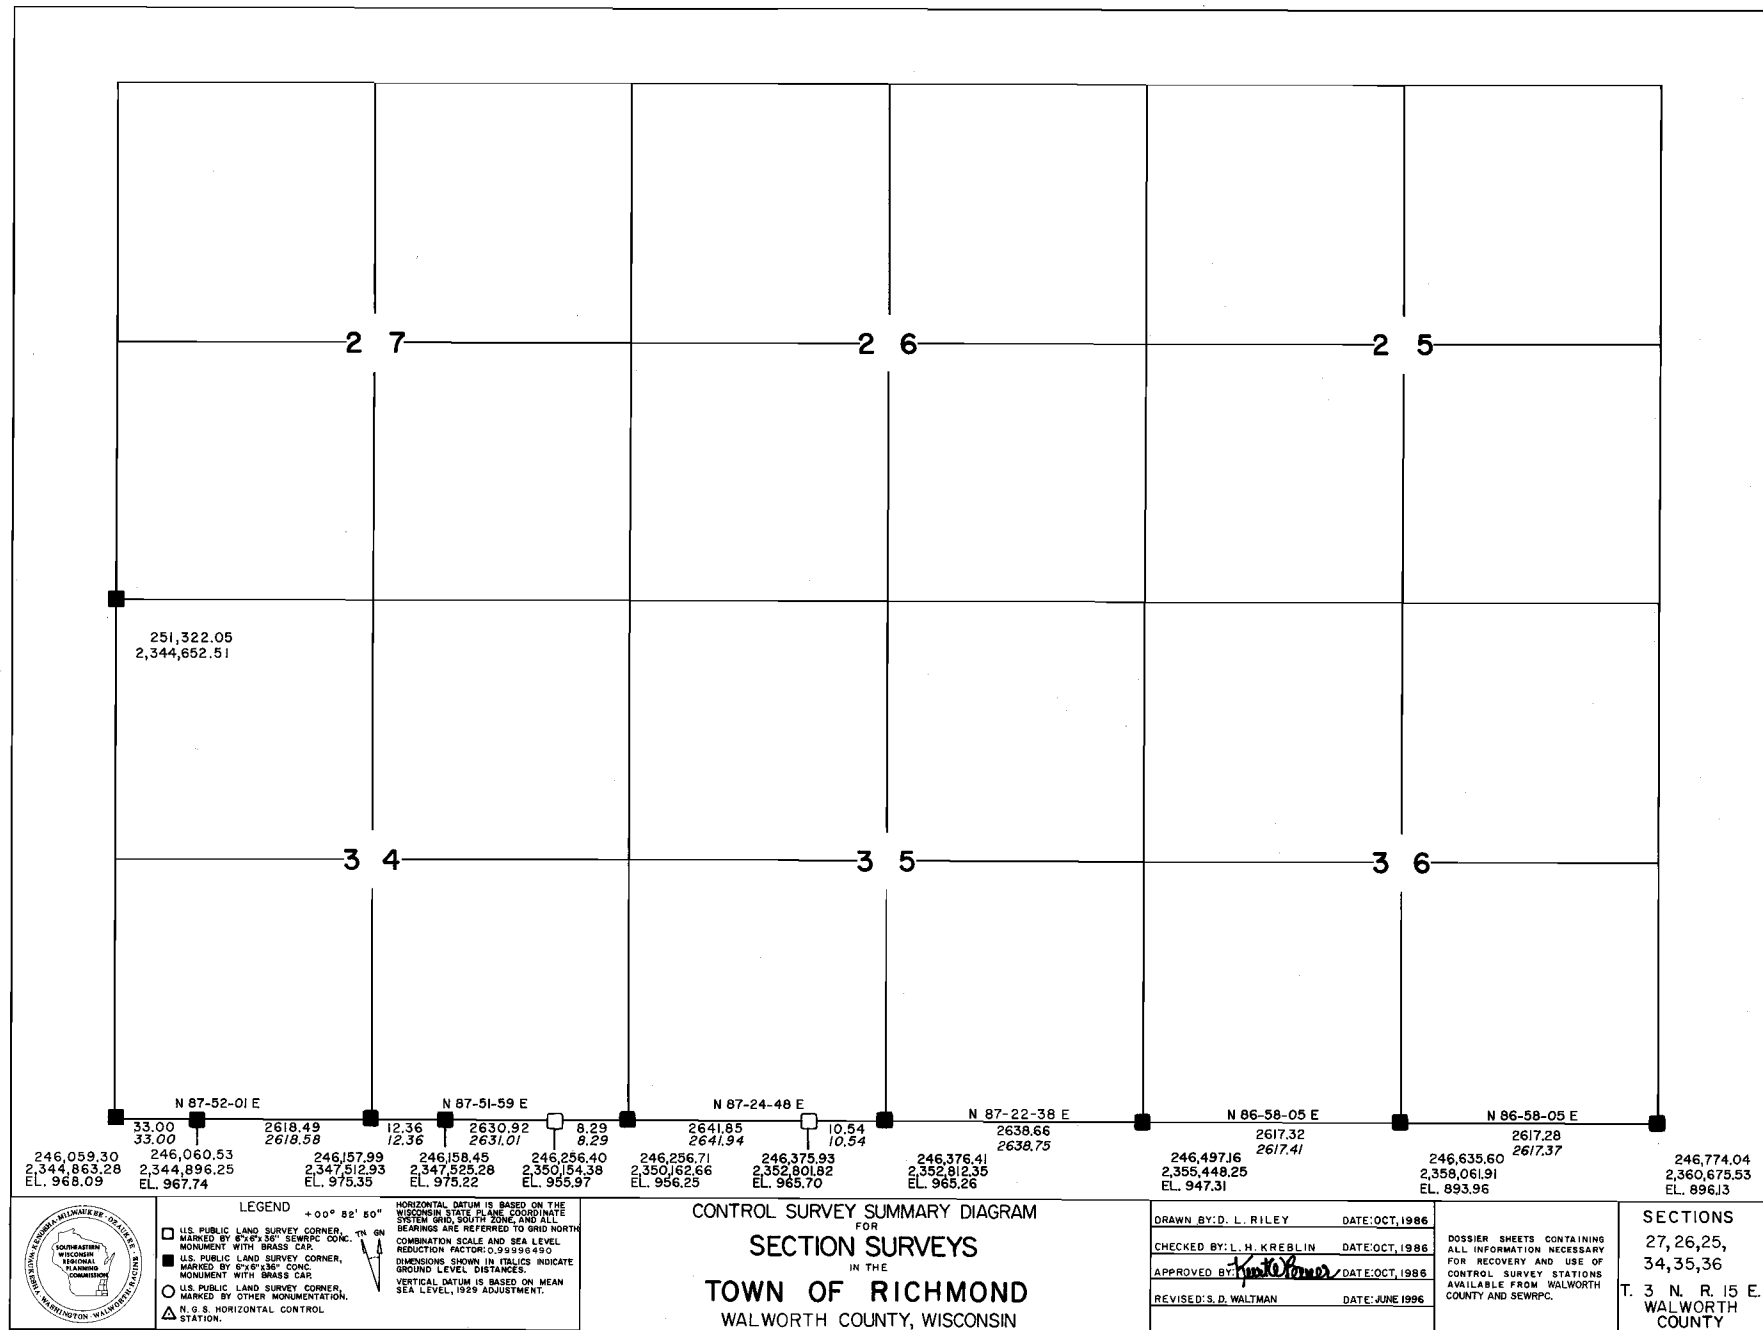 2 7
2 6
2 5
251,322.05
2,344,652.51
3 4
3 5
3 6
N 87-52-01 E
N 87-51-59 E
N 87-24-48 E
N 87-22-38 E
N 86-58-05 E
N 86-58-05 E
33.00
33.00
2618.49
2618.58
12.36
12.36
2630.92
2631.01
8.29
8.29
2641.85
2641.94
10.54
10.54
2638.66
2638.75
2617.32
2617.41
2617.28
2617.37
246,059.30
2,344,863.28
EL. 968.09
246,060.53
2,344,896.25
EL. 967.74
246,157.99
2,347,512.93
EL. 975.35
246,158.45
2,347,525.28
EL. 975.22
246,256.40
2,350,154.38
EL. 955.97
246,256.71
2,350,162.66
EL. 956.25
246,375.93
2,352,801.82
EL. 965.70
246,376.41
2,352,812.35
EL. 965.26
246,497.16
2,355,448.25
EL. 947.31
246,635.60
2,358,061.91
EL. 893.96
246,774.04
2,360,675.53
EL. 896.13
KENOSHA·MILWAUKEE·OZAUKEE·RACINE·WALWORTH·WASHINGTON·WAUKESHA
SOUTHEASTERN
WISCONSIN
REGIONAL
PLANNING
COMMISSION
LEGEND
U.S. PUBLIC LAND SURVEY CORNER,
MARKED BY 6"x6"x36" SEWRPC CONC.
MONUMENT WITH BRASS CAP.
U.S. PUBLIC LAND SURVEY CORNER,
MARKED BY 6"x6"x36" CONC.
MONUMENT WITH BRASS CAP.
U.S. PUBLIC LAND SURVEY CORNER,
MARKED BY OTHER MONUMENTATION.
N.G.S. HORIZONTAL CONTROL
STATION.
+00° 52' 50"
TN GN
HORIZONTAL DATUM IS BASED ON THE
WISCONSIN STATE PLANE COORDINATE
SYSTEM GRID, SOUTH ZONE, AND ALL
BEARINGS ARE REFERRED TO GRID NORTH
COMBINATION SCALE AND SEA LEVEL
REDUCTION FACTOR: 0.99996490
DIMENSIONS SHOWN IN ITALICS INDICATE
GROUND LEVEL DISTANCES.
VERTICAL DATUM IS BASED ON MEAN
SEA LEVEL, 1929 ADJUSTMENT.
CONTROL SURVEY SUMMARY DIAGRAM
FOR
SECTION SURVEYS
IN THE
TOWN OF RICHMOND
WALWORTH COUNTY, WISCONSIN
DRAWN BY: D. L. RILEY DATE: OCT, 1986
CHECKED BY: L. H. KREBLIN DATE: OCT, 1986
APPROVED BY: DATE: OCT, 1986
REVISED: S. D. WALTMAN DATE: JUNE 1996
DOSSIER SHEETS CONTAINING
ALL INFORMATION NECESSARY
FOR RECOVERY AND USE OF
CONTROL SURVEY STATIONS
AVAILABLE FROM WALWORTH
COUNTY AND SEWRPC.
SECTIONS
27, 26, 25,
34, 35, 36
T. 3 N. R. 15 E.
WALWORTH
COUNTY